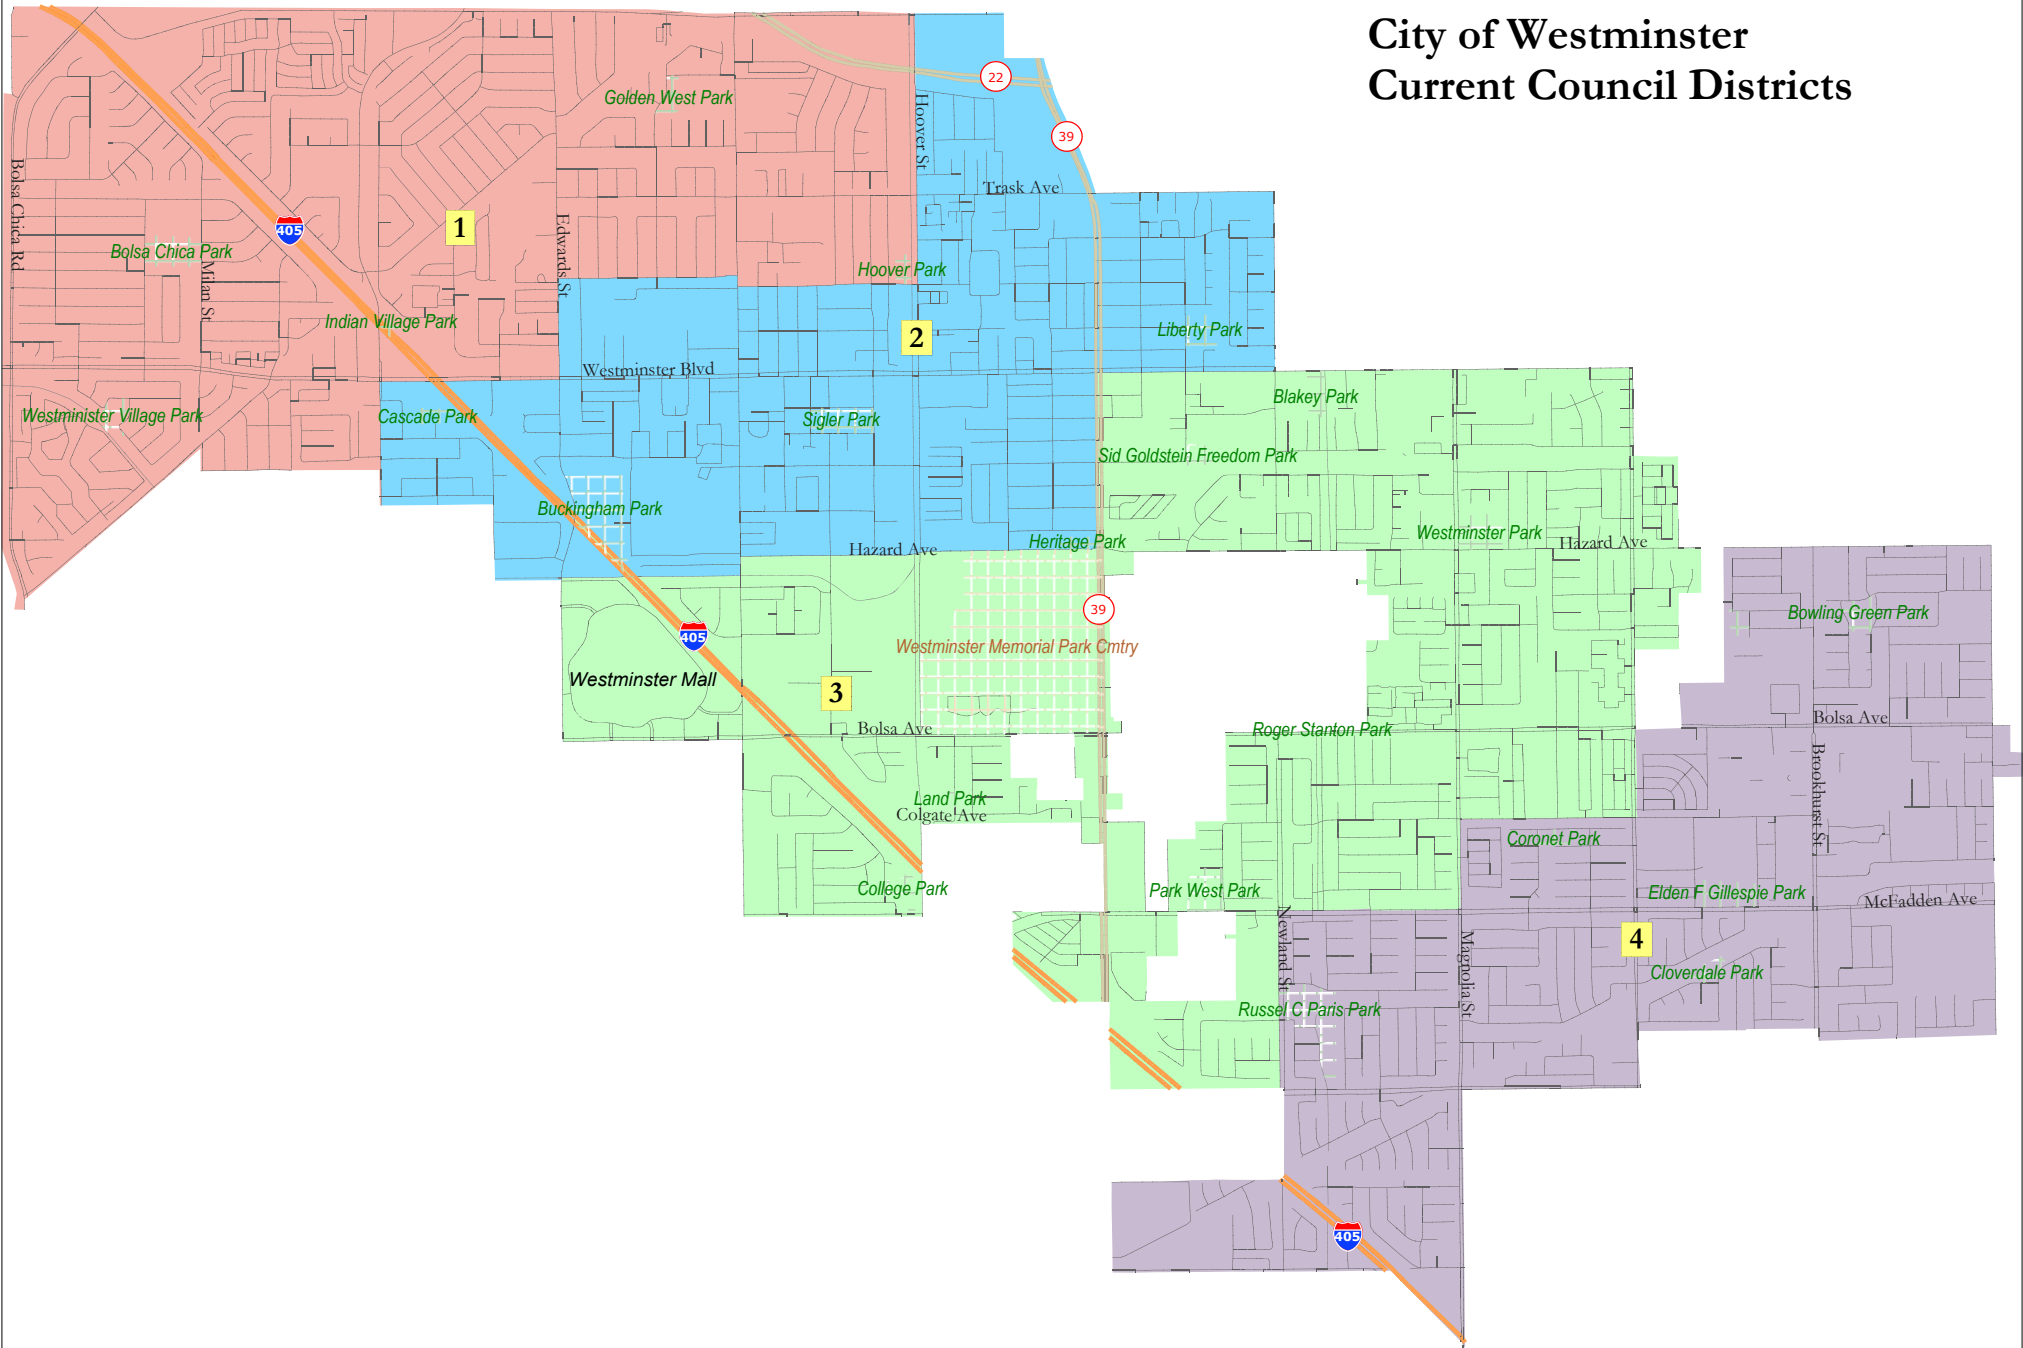 City of Westminster
Current Council Districts
22
Golden West Park
Hoover St
39
Bolsa Chica Rd
Trask Ave
1
Edwards St
405
Bolsa Chica Park
Milan St
Hoover Park
Indian Village Park
2
Liberty Park
Westminster Blvd
Blakey Park
Westminister Village Park
Cascade Park
Sigler Park
Sid Goldstein Freedom Park
Buckingham Park
Westminster Park
Heritage Park
Hazard Ave
Hazard Ave
39
Bowling Green Park
405
Westminster Memorial Park Cmtry
Westminster Mall
3
Bolsa Ave
Bolsa Ave
Roger Stanton Park
Brookhurst St
Land Park
Colgate Ave
Coronet Park
College Park
Park West Park
Elden F Gillespie Park
McFadden Ave
Newland St
Magnolia St
4
Cloverdale Park
Russel C Paris Park
405